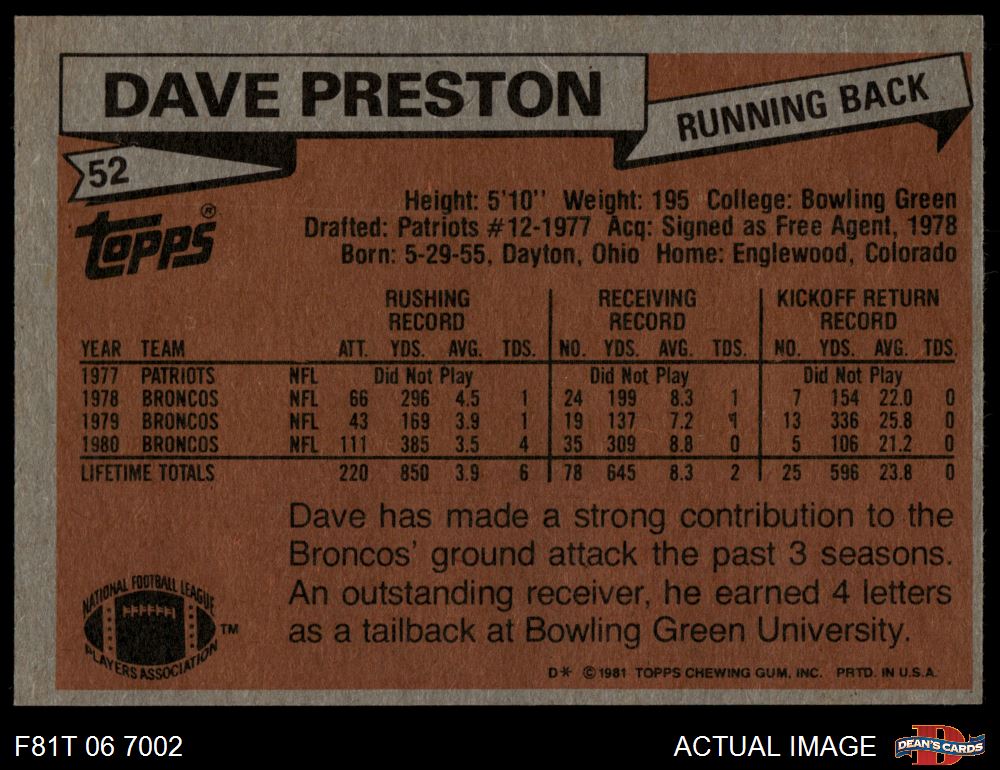 DAVE PRESTON
RUNNING BACK
52
TOPPS®
Height: 5'10'' Weight: 195 College: Bowling Green
Drafted: Patriots #12-1977 Acq: Signed as Free Agent, 1978
Born: 5-29-55, Dayton, Ohio Home: Englewood, Colorado
RUSHING RECEIVING KICKOFF RETURN
RECORD RECORD RECORD
YEAR TEAM ATT. YDS. AVG. TDS. NO. YDS. AVG. TDS. NO. YDS. AVG. TDS.
1977 PATRIOTS NFL Did Not Play Did Not Play Did Not Play
1978 BRONCOS NFL 66 296 4.5 1 24 199 8.3 1 7 154 22.0 0
1979 BRONCOS NFL 43 169 3.9 1 19 137 7.2 1 13 336 25.8 0
1980 BRONCOS NFL 111 385 3.5 4 35 309 8.8 0 5 106 21.2 0
LIFETIME TOTALS 220 850 3.9 6 78 645 8.3 2 25 596 23.8 0
Dave has made a strong contribution to the
Broncos' ground attack the past 3 seasons.
An outstanding receiver, he earned 4 letters
as a tailback at Bowling Green University.
NATIONAL FOOTBALL LEAGUE
PLAYERS ASSOCIATION
TM
D* ©1981 TOPPS CHEWING GUM, INC. PRTD. IN U.S.A.
F81T 06 7002
ACTUAL IMAGE
D
DEAN'S CARDS